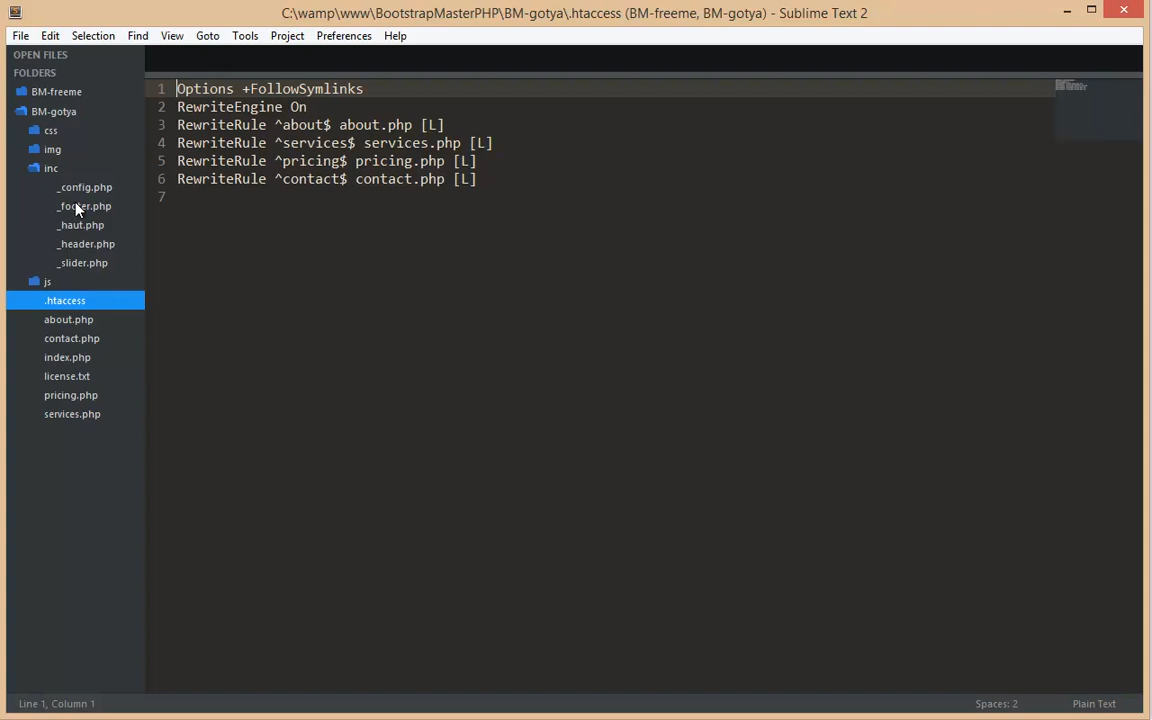 C:\wamp\www\BootstrapMasterPHP\BM-gotya\.htaccess (BM-freeme, BM-gotya) - Sublime Text 2
File Edit Selection Find View Goto Tools Project Preferences Help
OPEN FILES
FOLDERS
BM-freeme
BM-gotya
css
img
inc
_config.php
_footer.php
_haut.php
_header.php
_slider.php
js
.htaccess
about.php
contact.php
index.php
license.txt
pricing.php
services.php
1 Options +FollowSymlinks
2 RewriteEngine On
3 RewriteRule ^about$ about.php [L]
4 RewriteRule ^services$ services.php [L]
5 RewriteRule ^pricing$ pricing.php [L]
6 RewriteRule ^contact$ contact.php [L]
7
Line 1, Column 1
Spaces: 2
Plain Text